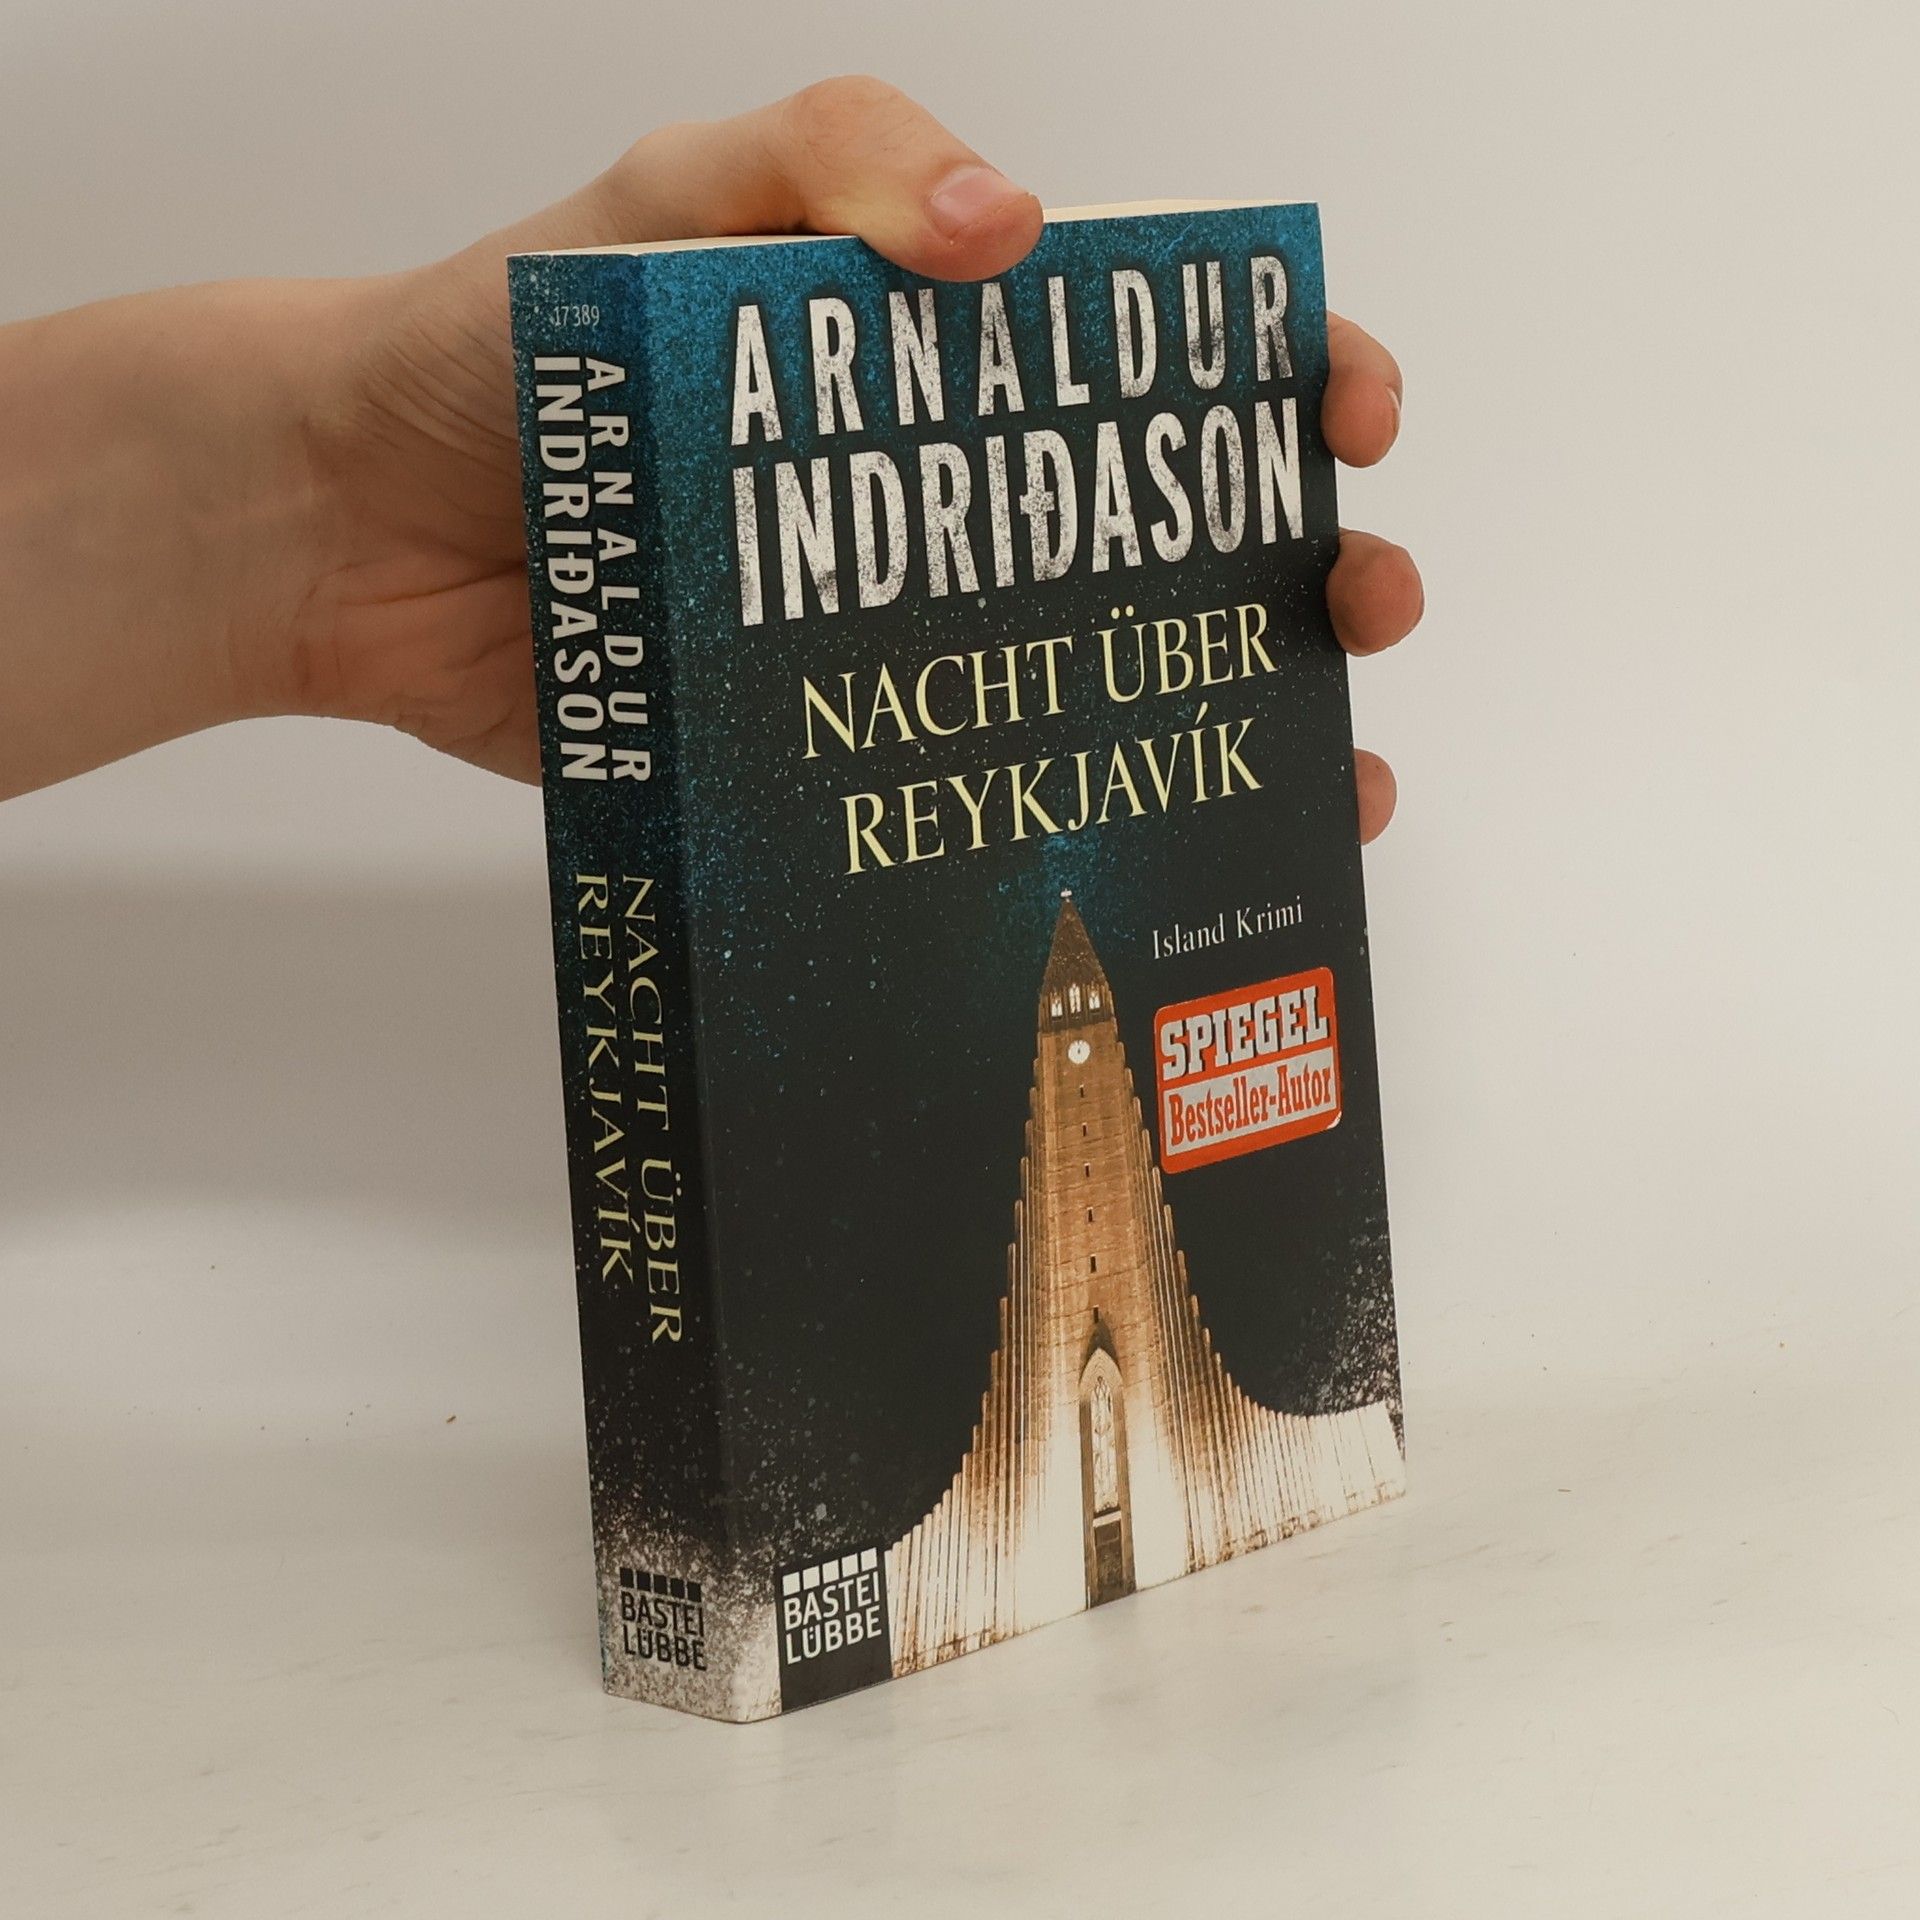 17389
ARNALDUR
INDRIÐASON
NACHT ÜBER
REYKJAVÍK
BASTEI
LÜBBE
ARNALDUR
INDRIÐASON
NACHT ÜBER
REYKJAVÍK
Island Krimi
SPIEGEL
Bestseller-Autor
BASTEI
LÜBBE